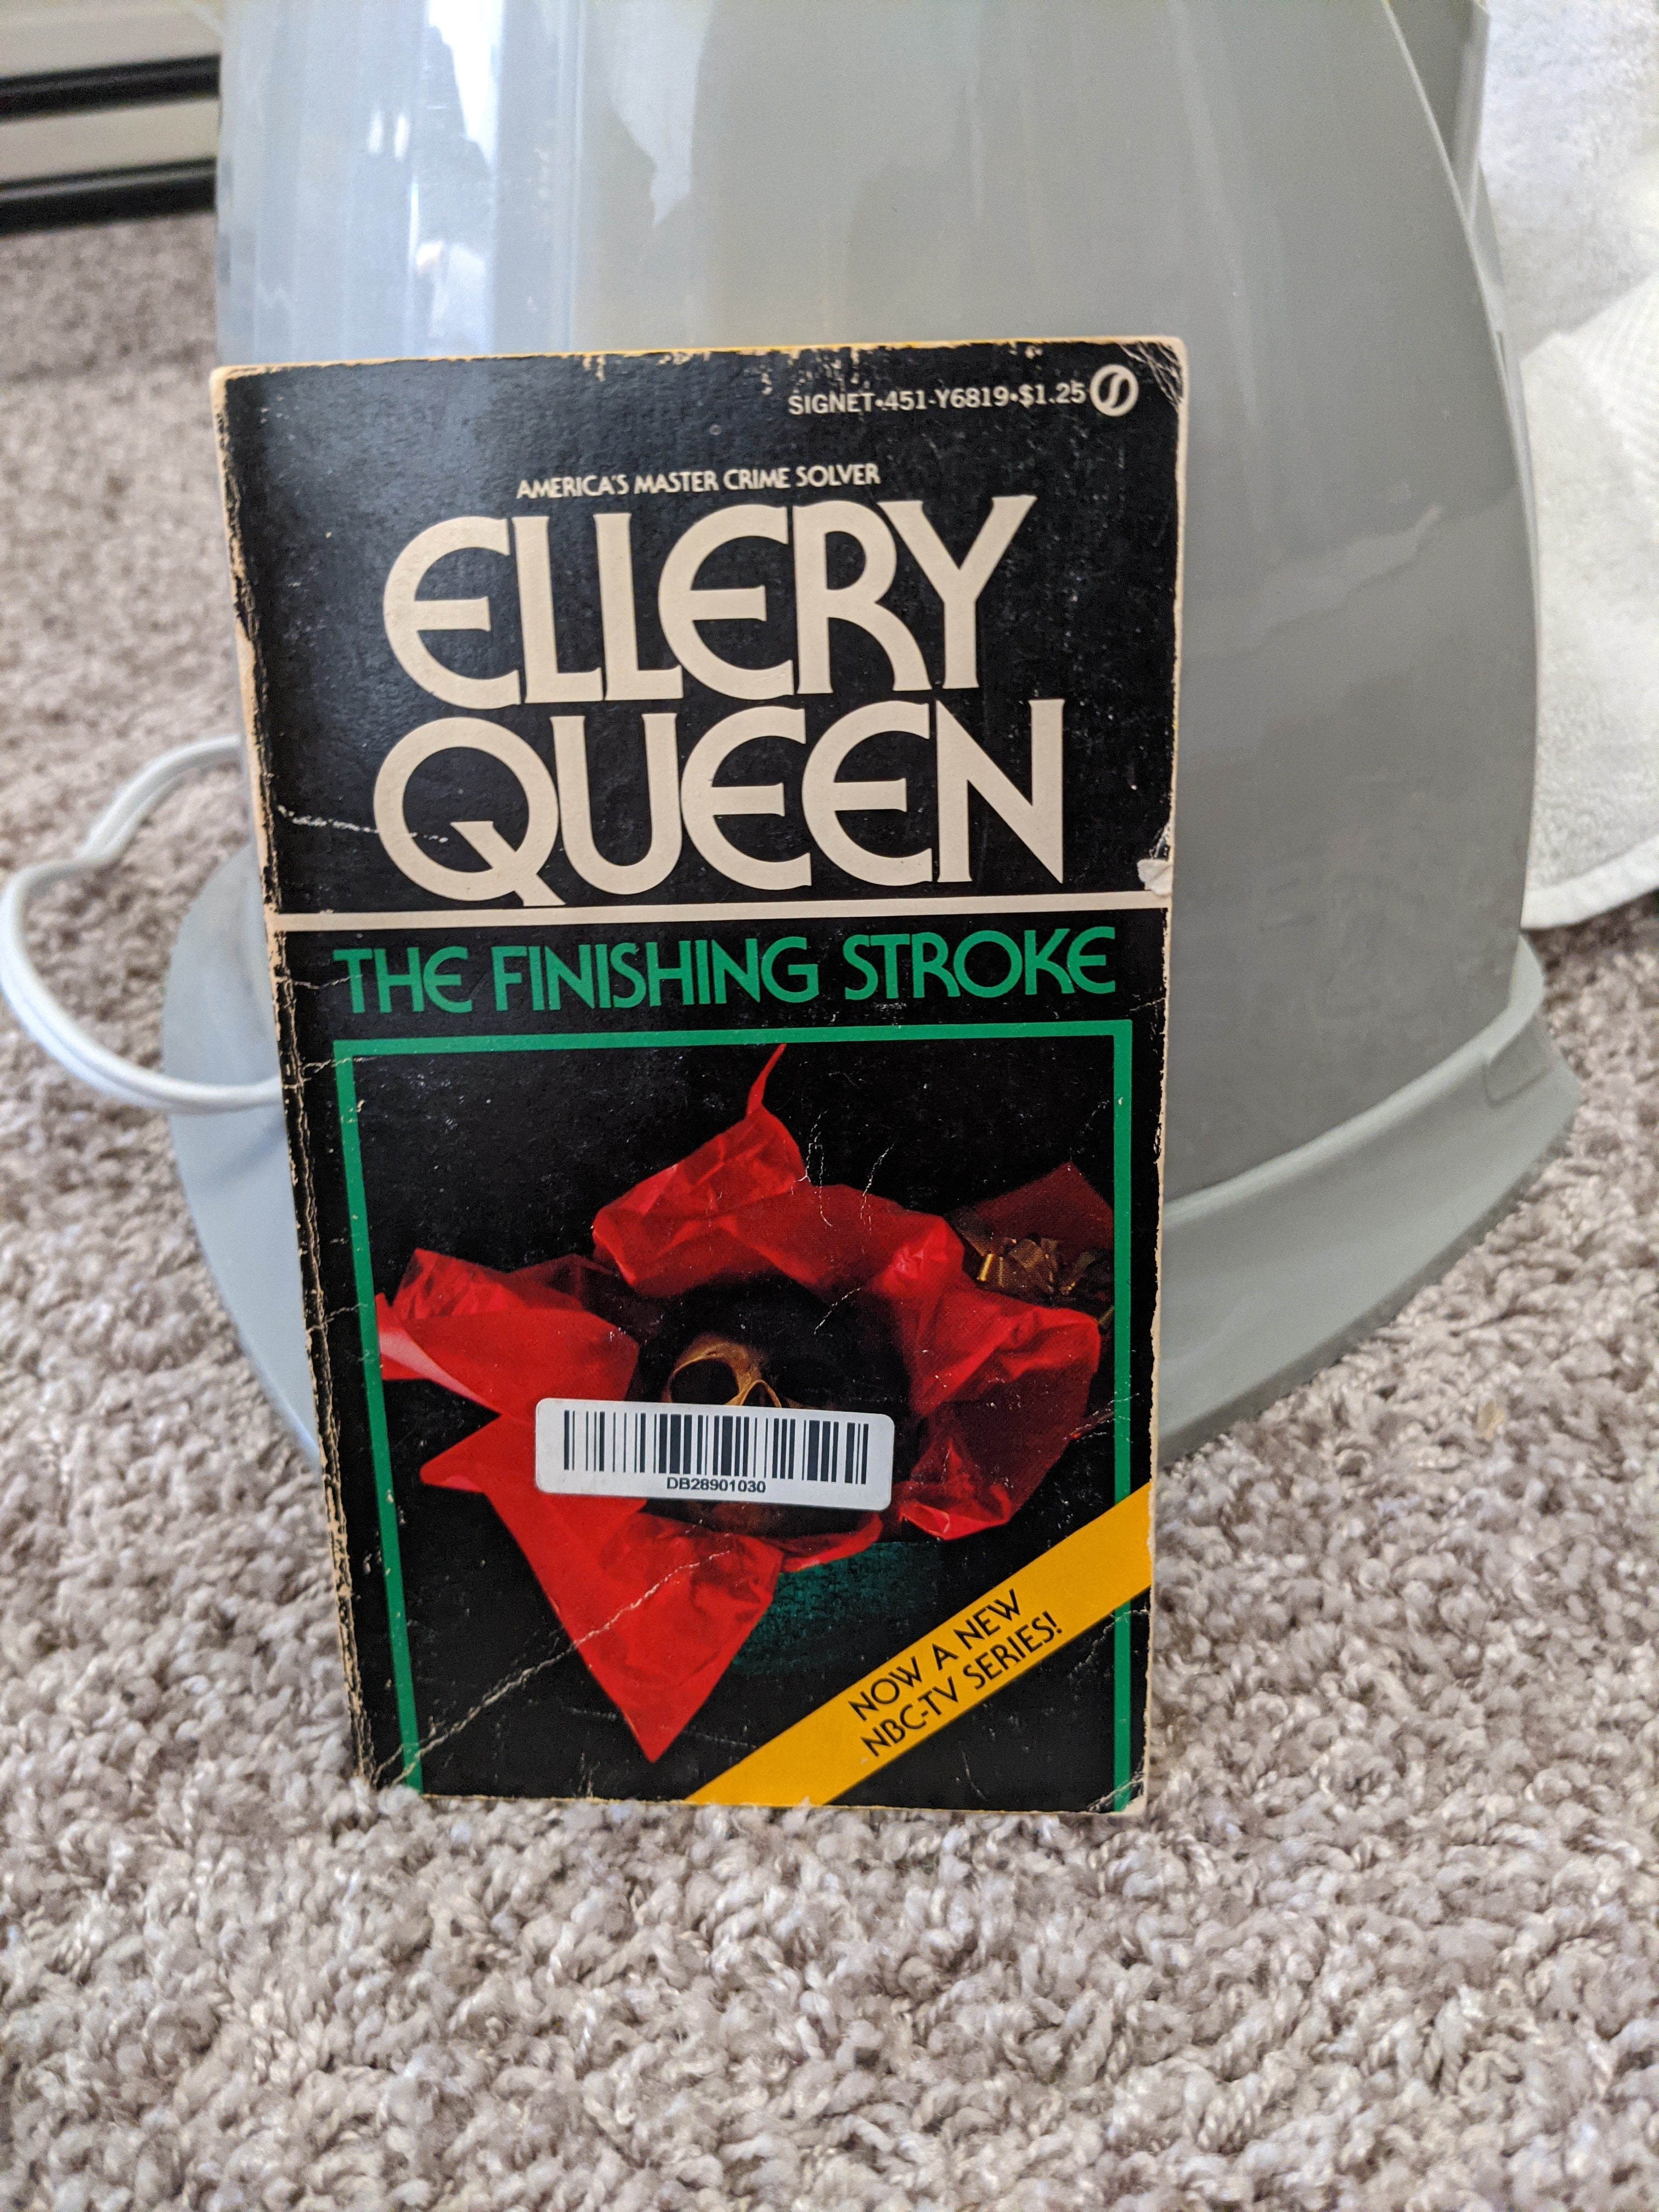 SIGNET•451-Y6819•$1.25
AMERICA'S MASTER CRIME SOLVER
ELLERY
QUEEN
THE FINISHING STROKE
DB28901030
NOW A NEW
NBC-TV SERIES!